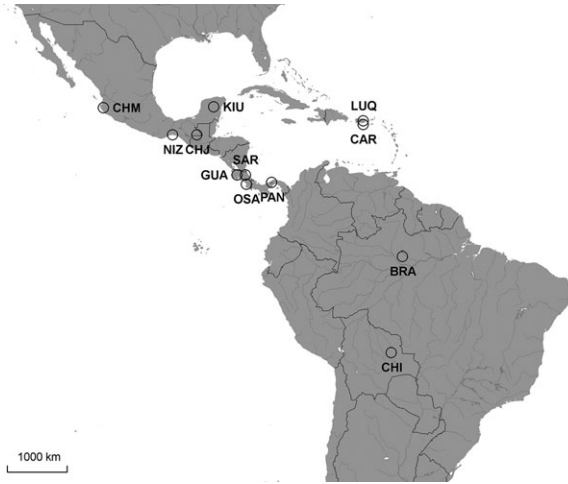 LUQ
CHM
KIU
CAR
NIZ
CHJ
SAR
GUA
OSA
PAN
BRA
CHI
1000 km